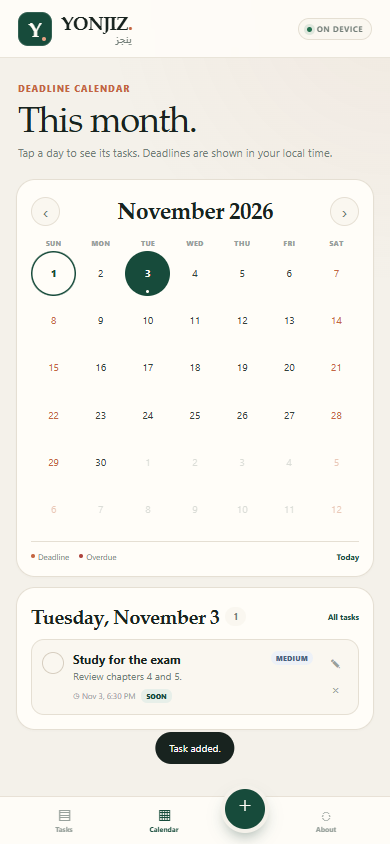 Y.
YONJIZ.
ينجز
ON DEVICE
DEADLINE CALENDAR
This month.
Tap a day to see its tasks. Deadlines are shown in your local time.
‹ November 2026 ›
SUN MON TUE WED THU FRI SAT
1 2 3 4 5 6 7
8 9 10 11 12 13 14
15 16 17 18 19 20 21
22 23 24 25 26 27 28
29 30 1 2 3 4 5
6 7 8 9 10 11 12
Deadline Overdue Today
Tuesday, November 3 1 All tasks
Study for the exam MEDIUM
Review chapters 4 and 5.
Nov 3, 6:30 PM SOON
Task added.
+
Tasks Calendar About